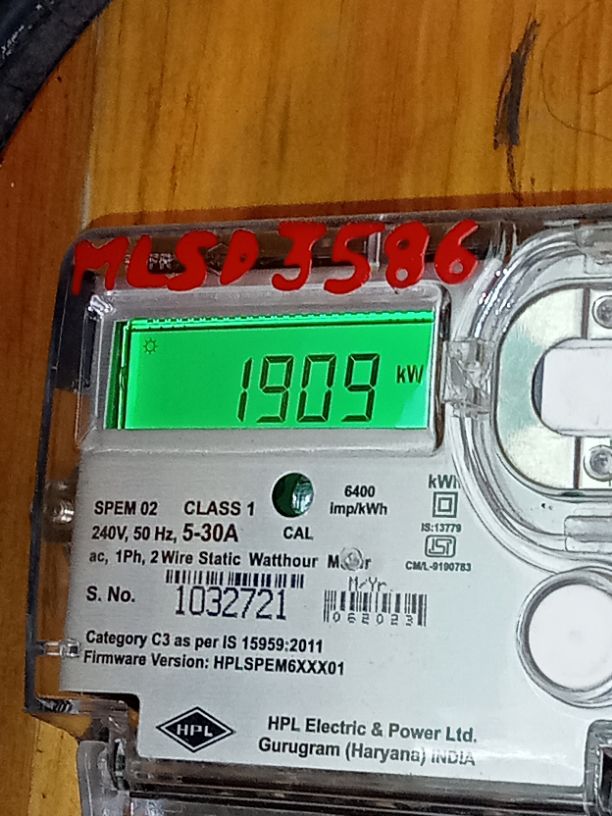 MLSD 3586
1909 kW
kWh
SPEM 02 CLASS 1
6400
imp/kWh
240V, 50 Hz, 5-30A
CAL
IS:13779
ac, 1Ph, 2 Wire Static Watthour
CM/L-9190783
M/Yr.
S. No. 1032721
062023
Category C3 as per IS 15959:2011
Firmware Version: HPLSPEM6XXX01
HPL
HPL Electric & Power Ltd.
Gurugram (Haryana) INDIA